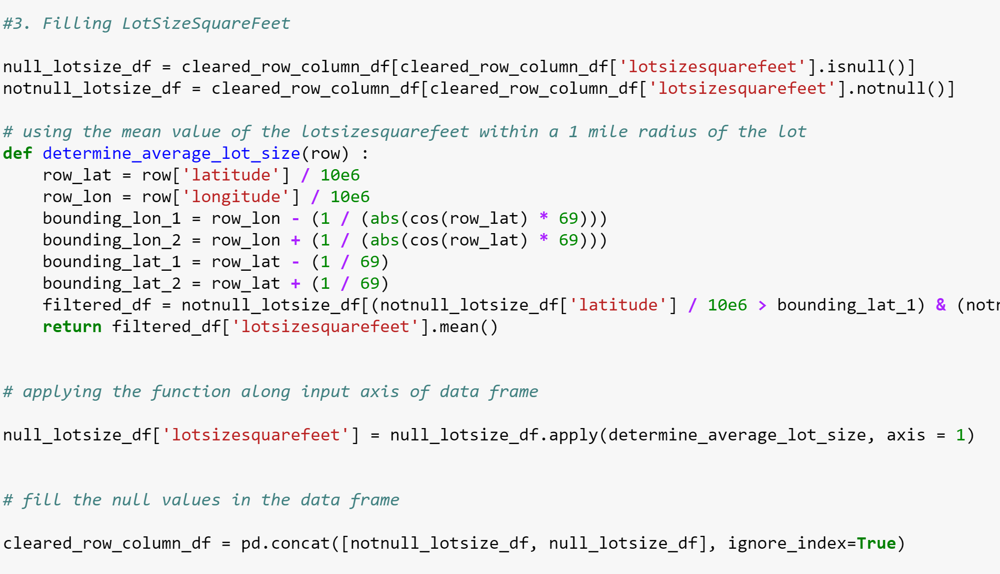 #3. Filling LotSizeSquareFeet
null_lotsize_df = cleared_row_column_df[cleared_row_column_df['lotsizesquarefeet'].isnull()]
notnull_lotsize_df = cleared_row_column_df[cleared_row_column_df['lotsizesquarefeet'].notnull()]
# using the mean value of the lotsizesquarefeet within a 1 mile radius of the lot
def determine_average_lot_size(row) :
    row_lat = row['latitude'] / 10e6
    row_lon = row['longitude'] / 10e6
    bounding_lon_1 = row_lon - (1 / (abs(cos(row_lat) * 69)))
    bounding_lon_2 = row_lon + (1 / (abs(cos(row_lat) * 69)))
    bounding_lat_1 = row_lat - (1 / 69)
    bounding_lat_2 = row_lat + (1 / 69)
    filtered_df = notnull_lotsize_df[(notnull_lotsize_df['latitude'] / 10e6 > bounding_lat_1) & (
    return filtered_df['lotsizesquarefeet'].mean()
# applying the function along input axis of data frame
null_lotsize_df['lotsizesquarefeet'] = null_lotsize_df.apply(determine_average_lot_size, axis = 1)
# fill the null values in the data frame
cleared_row_column_df = pd.concat([notnull_lotsize_df, null_lotsize_df], ignore_index=True)